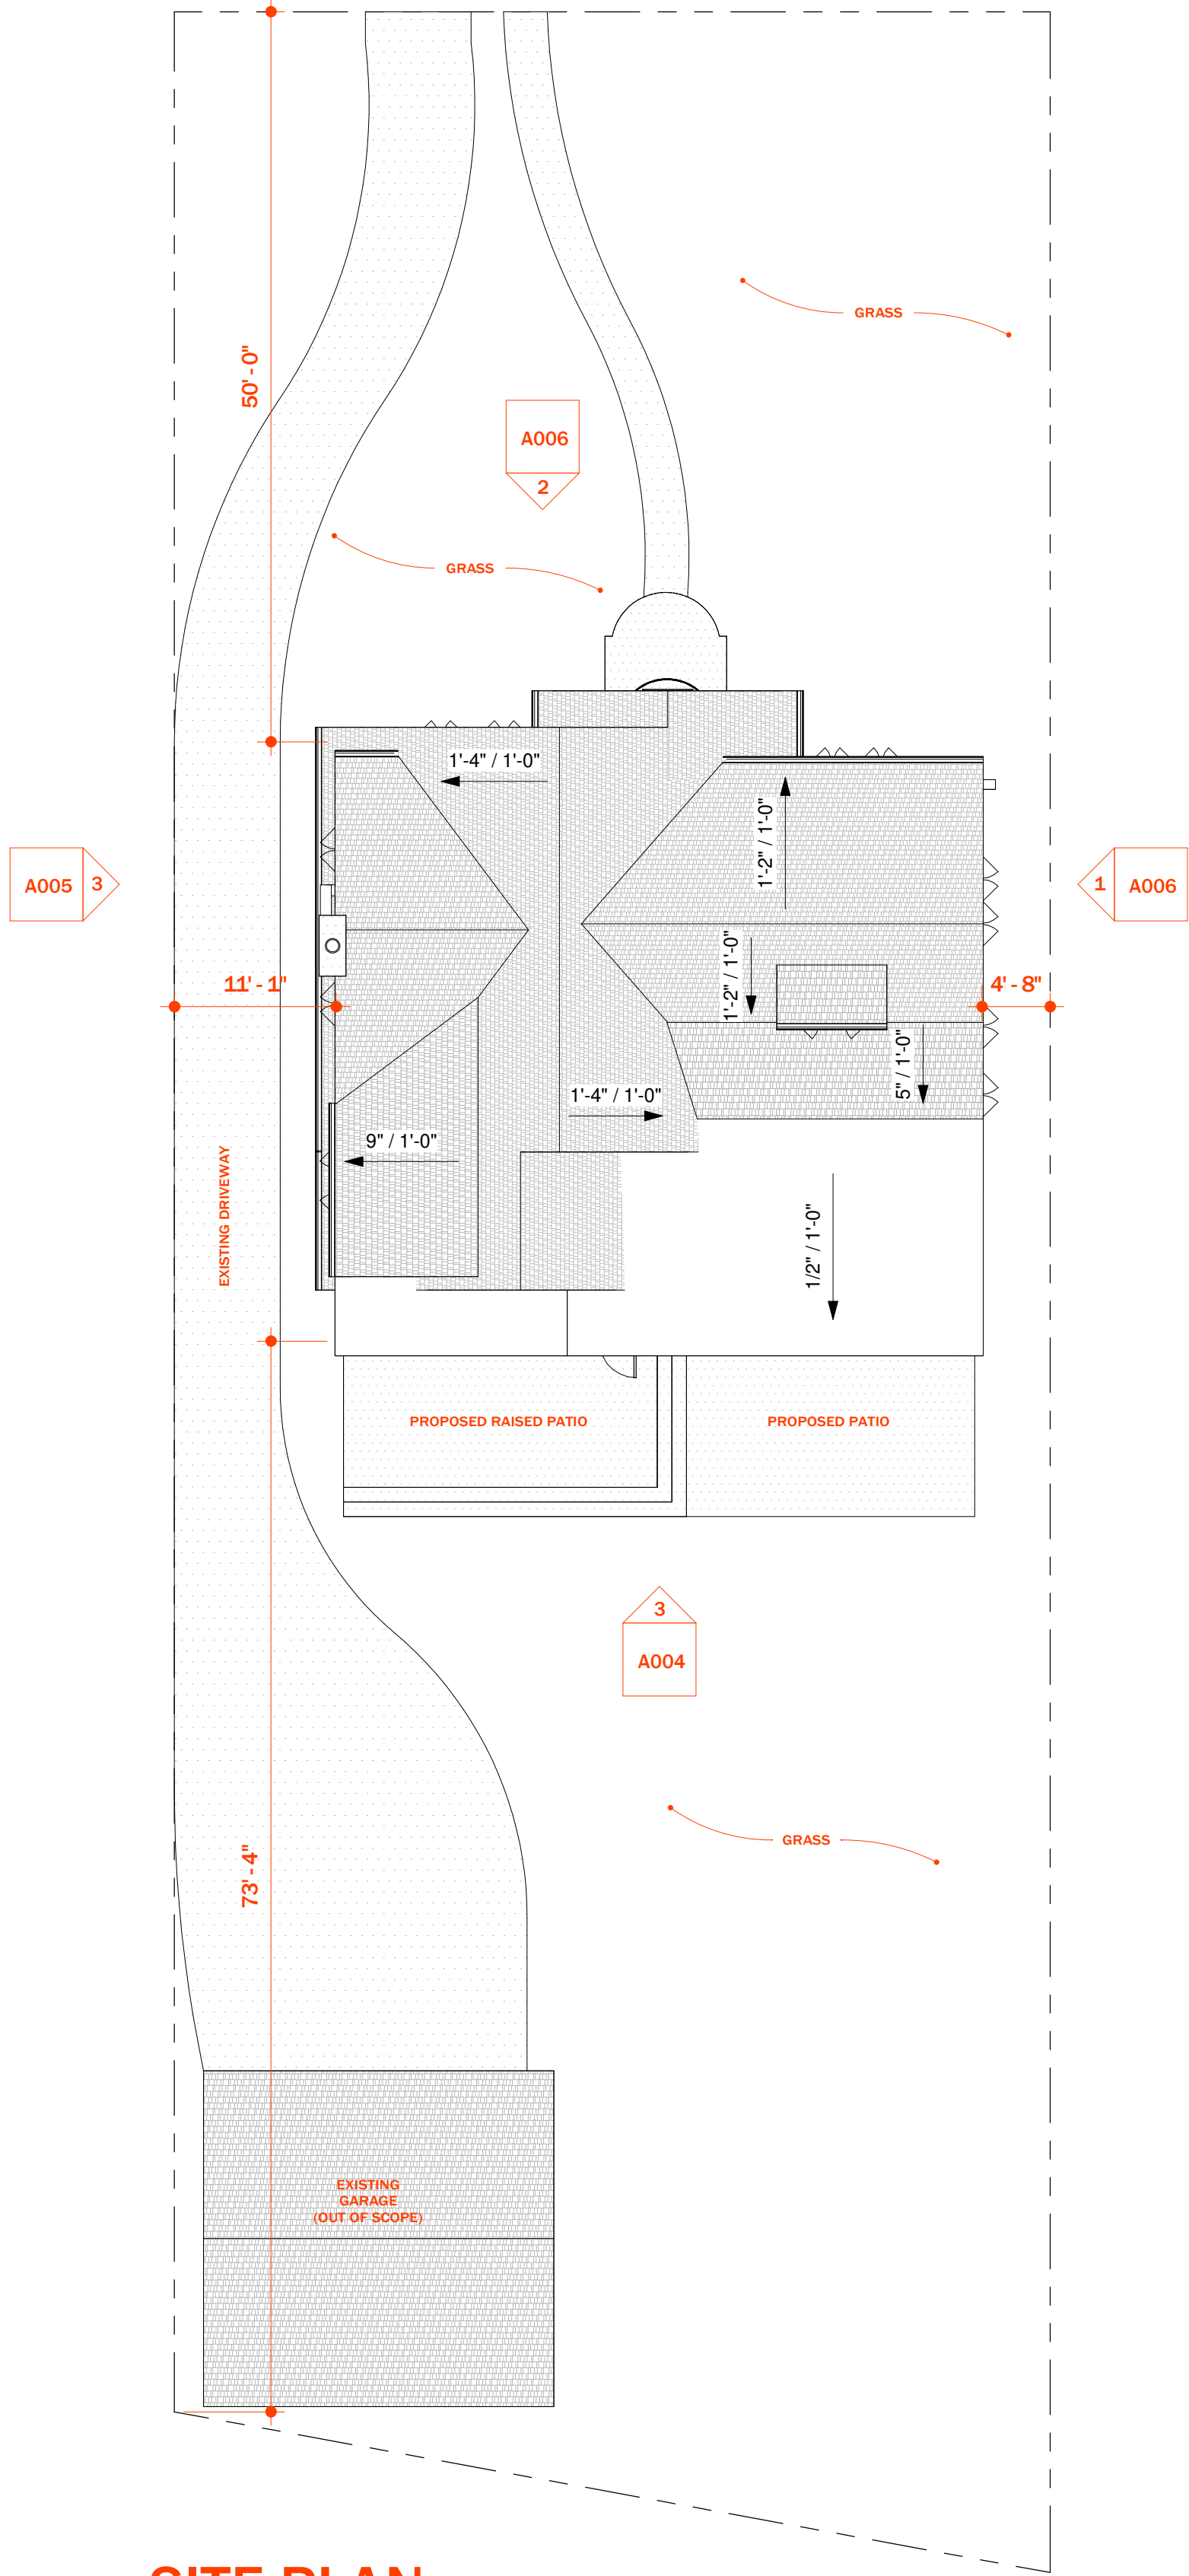 GRASS
50' - 0"
A006
2
GRASS
1'-4" / 1'-0"
1'-2" / 1'-0"
A005
3
1
A006
1'-2" / 1'-0"
11' - 1"
4' - 8"
5" / 1'-0"
1'-4" / 1'-0"
9" / 1'-0"
EXISTING DRIVEWAY
1/2" / 1'-0"
PROPOSED RAISED PATIO
PROPOSED PATIO
3
A004
GRASS
73' - 4"
EXISTING
GARAGE
(OUT OF SCOPE)
SITE PLAN